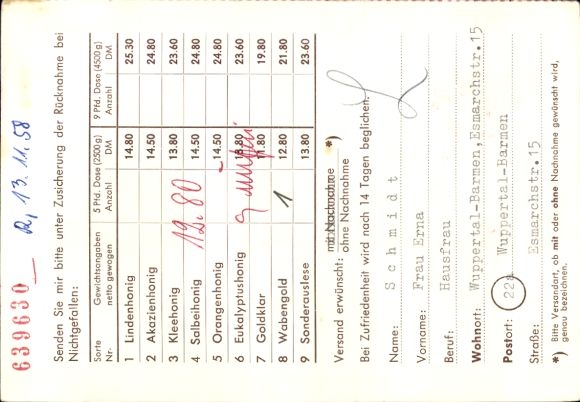 639630
13.11.58
Senden Sie mir bitte unter Zusicherung der Rücknahme bei
Nichtgefallen:
Sorte Nr. Gewichtsangaben netto gewogen 5 Pfd. Dose (2500 g) Anzahl DM 9 Pfd. Dose (4500 g) Anzahl DM
1 Lindenhonig 14.80 25.30
2 Akazienhonig 14.50 24.80
3 Kleehonig 13.80 23.60
4 Salbeihonig 14.50 24.80
5 Orangenhonig 14.50 24.80
6 Eukalyptushonig 13.80 23.60
7 Goldklar 11.80 19.80
8 Wabengold 1 12.80 21.80
9 Sonderauslese 13.80 23.60
12.80
Versand erwünscht: mit Nachnahme
ohne Nachnahme *)
Bei Zufriedenheit wird nach 14 Tagen beglichen.
Name: Schmidt
Vorname: Frau Erna
Beruf: Hausfrau
Wohnort: Wuppertal-Barmen, Esmarchstr.15
Postort: 22a Wuppertal-Barmen
Straße: Esmarchstr.15
*) Bitte Versandort, ob mit oder ohne Nachnahme gewünscht wird,
genau bezeichnen.